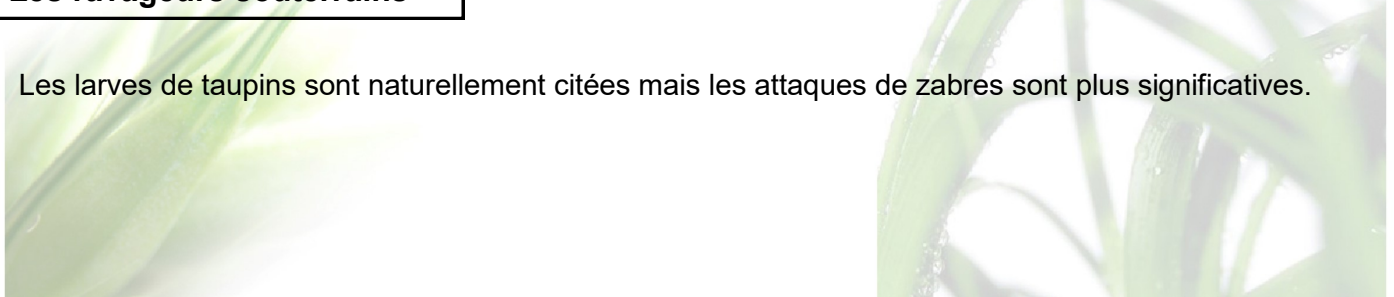 Les ravageurs souterrains
Les larves de taupins sont naturellement citées mais les attaques de zabres sont plus significatives.